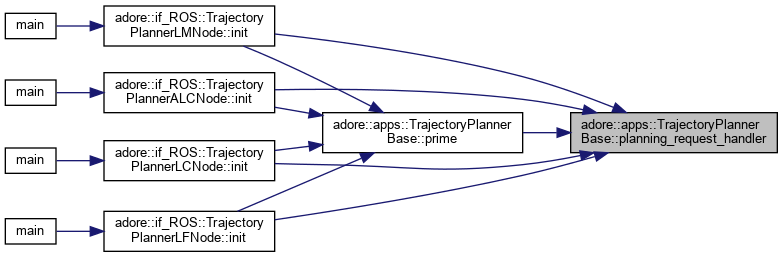 main
adore::if_ROS::Trajectory
PlannerLMNode::init
main
adore::if_ROS::Trajectory
PlannerALCNode::init
adore::apps::TrajectoryPlanner
Base::prime
adore::apps::TrajectoryPlanner
Base::planning_request_handler
main
adore::if_ROS::Trajectory
PlannerLCNode::init
main
adore::if_ROS::Trajectory
PlannerLFNode::init